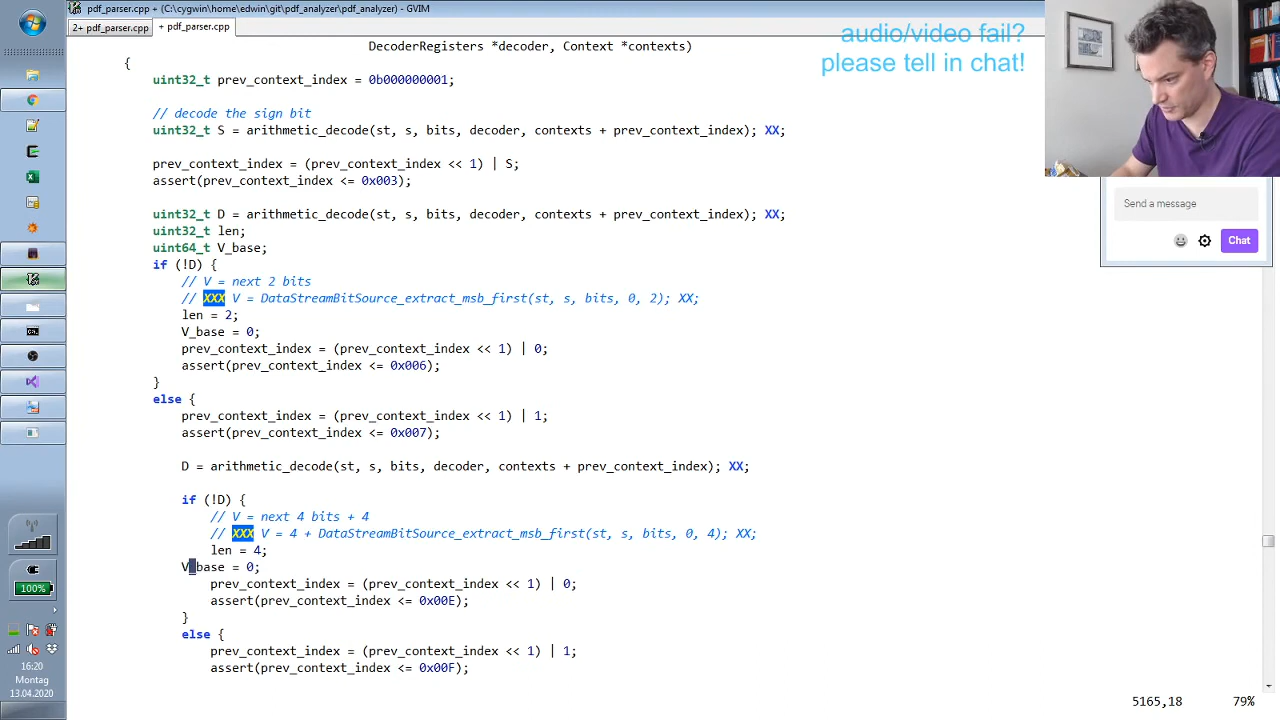 pdf_parser.cpp + (C:\cygwin\home\edwin\git\pdf_analyzer\pdf_analyzer) - GVIM
2+ pdf_parser.cpp
+ pdf_parser.cpp
audio/video fail?
please tell in chat!
DecoderRegisters *decoder, Context *contexts)
{
uint32_t prev_context_index = 0b000000001;
// decode the sign bit
uint32_t S = arithmetic_decode(st, s, bits, decoder, contexts + prev_context_index); XX;
prev_context_index = (prev_context_index << 1) | S;
assert(prev_context_index <= 0x003);
uint32_t D = arithmetic_decode(st, s, bits, decoder, contexts + prev_context_index); XX;
uint32_t len;
uint64_t V_base;
if (!D) {
// V = next 2 bits
// XXX V = DataStreamBitSource_extract_msb_first(st, s, bits, 0, 2); XX;
len = 2;
V_base = 0;
prev_context_index = (prev_context_index << 1) | 0;
assert(prev_context_index <= 0x006);
}
else {
prev_context_index = (prev_context_index << 1) | 1;
assert(prev_context_index <= 0x007);
D = arithmetic_decode(st, s, bits, decoder, contexts + prev_context_index); XX;
if (!D) {
// V = next 4 bits + 4
// XXX V = 4 + DataStreamBitSource_extract_msb_first(st, s, bits, 0, 4); XX;
len = 4;
V_base = 0;
prev_context_index = (prev_context_index << 1) | 0;
assert(prev_context_index <= 0x00E);
}
else {
prev_context_index = (prev_context_index << 1) | 1;
assert(prev_context_index <= 0x00F);
5165,18
79%
Send a message
Chat
100%
16:20
Montag
13.04.2020